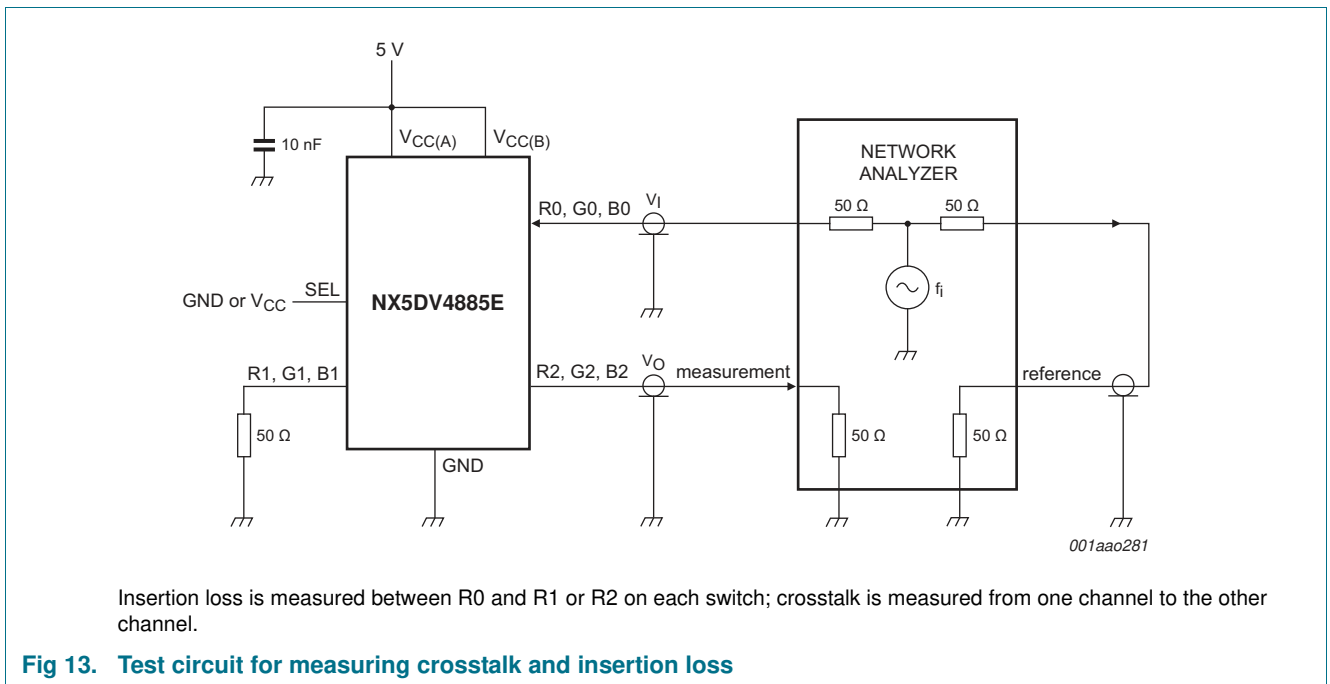 5 V
10 nF
VCC(A)
VCC(B)
NETWORK
ANALYZER
R0, G0, B0
VI
50 Ω
50 Ω
fi
GND or VCC
SEL
NX5DV4885E
R1, G1, B1
R2, G2, B2
VO
measurement
reference
50 Ω
50 Ω
50 Ω
GND
001aao281
Insertion loss is measured between R0 and R1 or R2 on each switch; crosstalk is measured from one channel to the other
channel.
Fig 13. Test circuit for measuring crosstalk and insertion loss